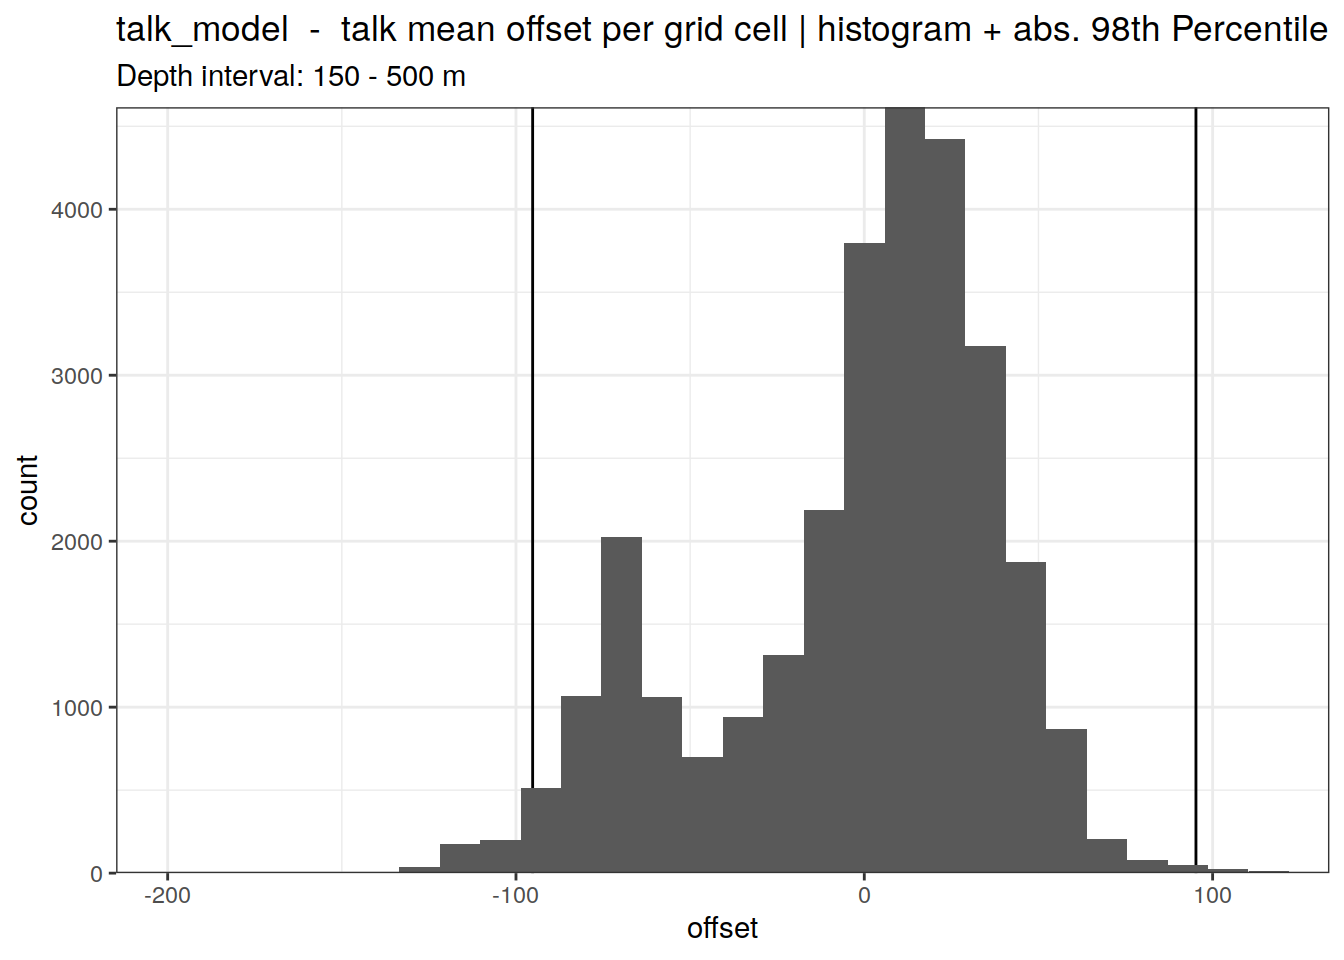 talk_model  -  talk mean offset per grid cell | histogram + abs. 98th Percentile
Depth interval: 150 - 500 m
4000
3000
2000
1000
0
count
-200
-100
0
100
offset